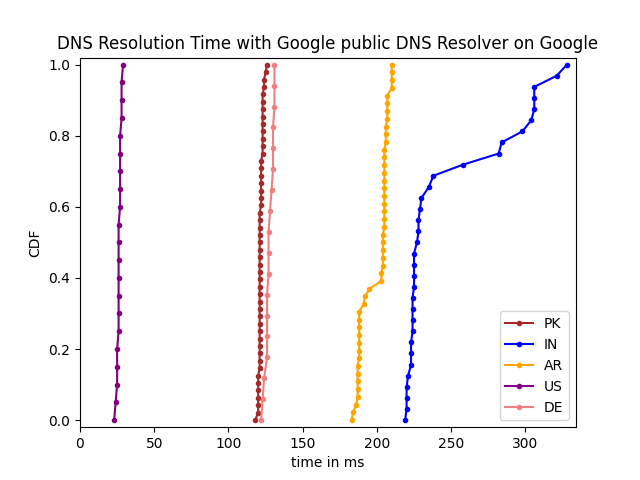 DNS Resolution Time with Google public DNS Resolver on Google
CDF
1.0
0.8
0.6
0.4
0.2
0.0
PK
IN
AR
US
DE
0 50 100 150 200 250 300
time in ms